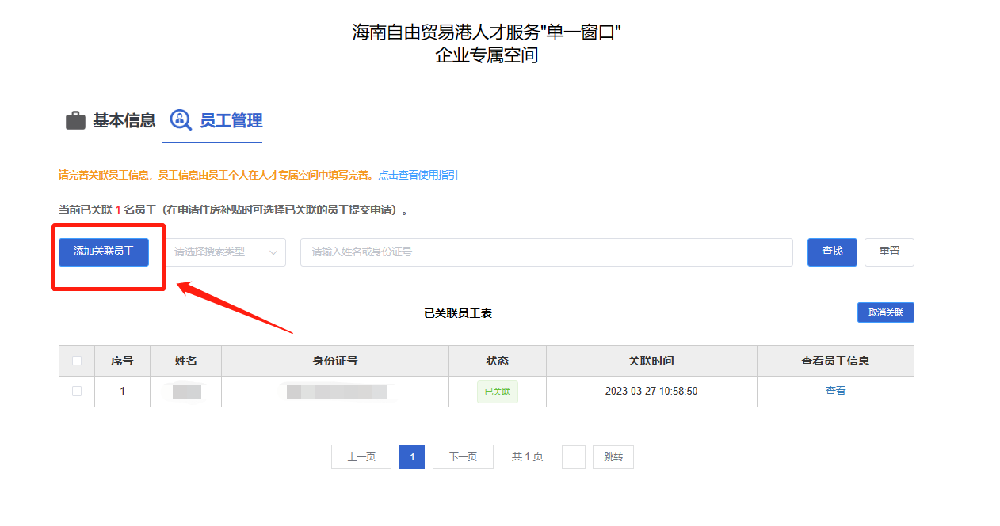 海南自由贸易港人才服务"单一窗口"
企业专属空间
基本信息 员工管理
请完善关联员工信息，员工信息由员工个人在人才专属空间中填写完善。点击查看使用指引
当前已关联 1 名员工（在申请住房补贴时可选择已关联的员工提交申请）。
添加关联员工 请选择搜索类型 请输入姓名或身份证号 查找 重置
已关联员工表 取消关联
序号 姓名 身份证号 状态 关联时间 查看员工信息
1 已关联 2023-03-27 10:58:50 查看
上一页 1 下一页 共 1 页 跳转